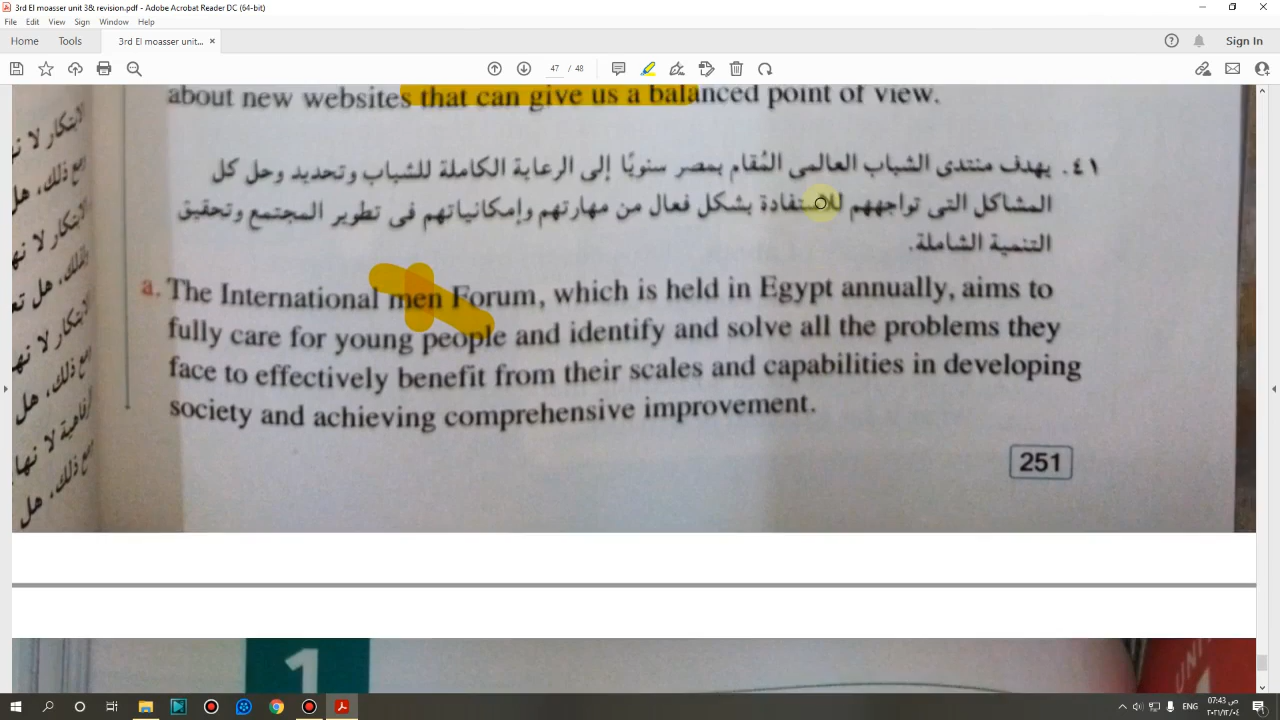 3rd El moasser unit 3& revision.pdf - Adobe Acrobat Reader DC (64-bit)
File Edit View Sign Window Help
Home Tools 3rd El moasser unit... × Sign In
47 / 48
about new websites that can give us a balanced point of view.
٤١. يهدف منتدى الشباب العالمى المُقام بمصر سنويًا إلى الرعاية الكاملة للشباب وتحديد وحل كل
المشاكل التى تواجههم للاستفادة بشكل فعال من مهارتهم وإمكانياتهم فى تطوير المجتمع وتحقيق
التنمية الشاملة.
a. The International men Forum, which is held in Egypt annually, aims to
fully care for young people and identify and solve all the problems they
face to effectively benefit from their scales and capabilities in developing
society and achieving comprehensive improvement.
251
1
UNIT
ENG
07:43 ص
٢٠٢١/١٢/٠٤